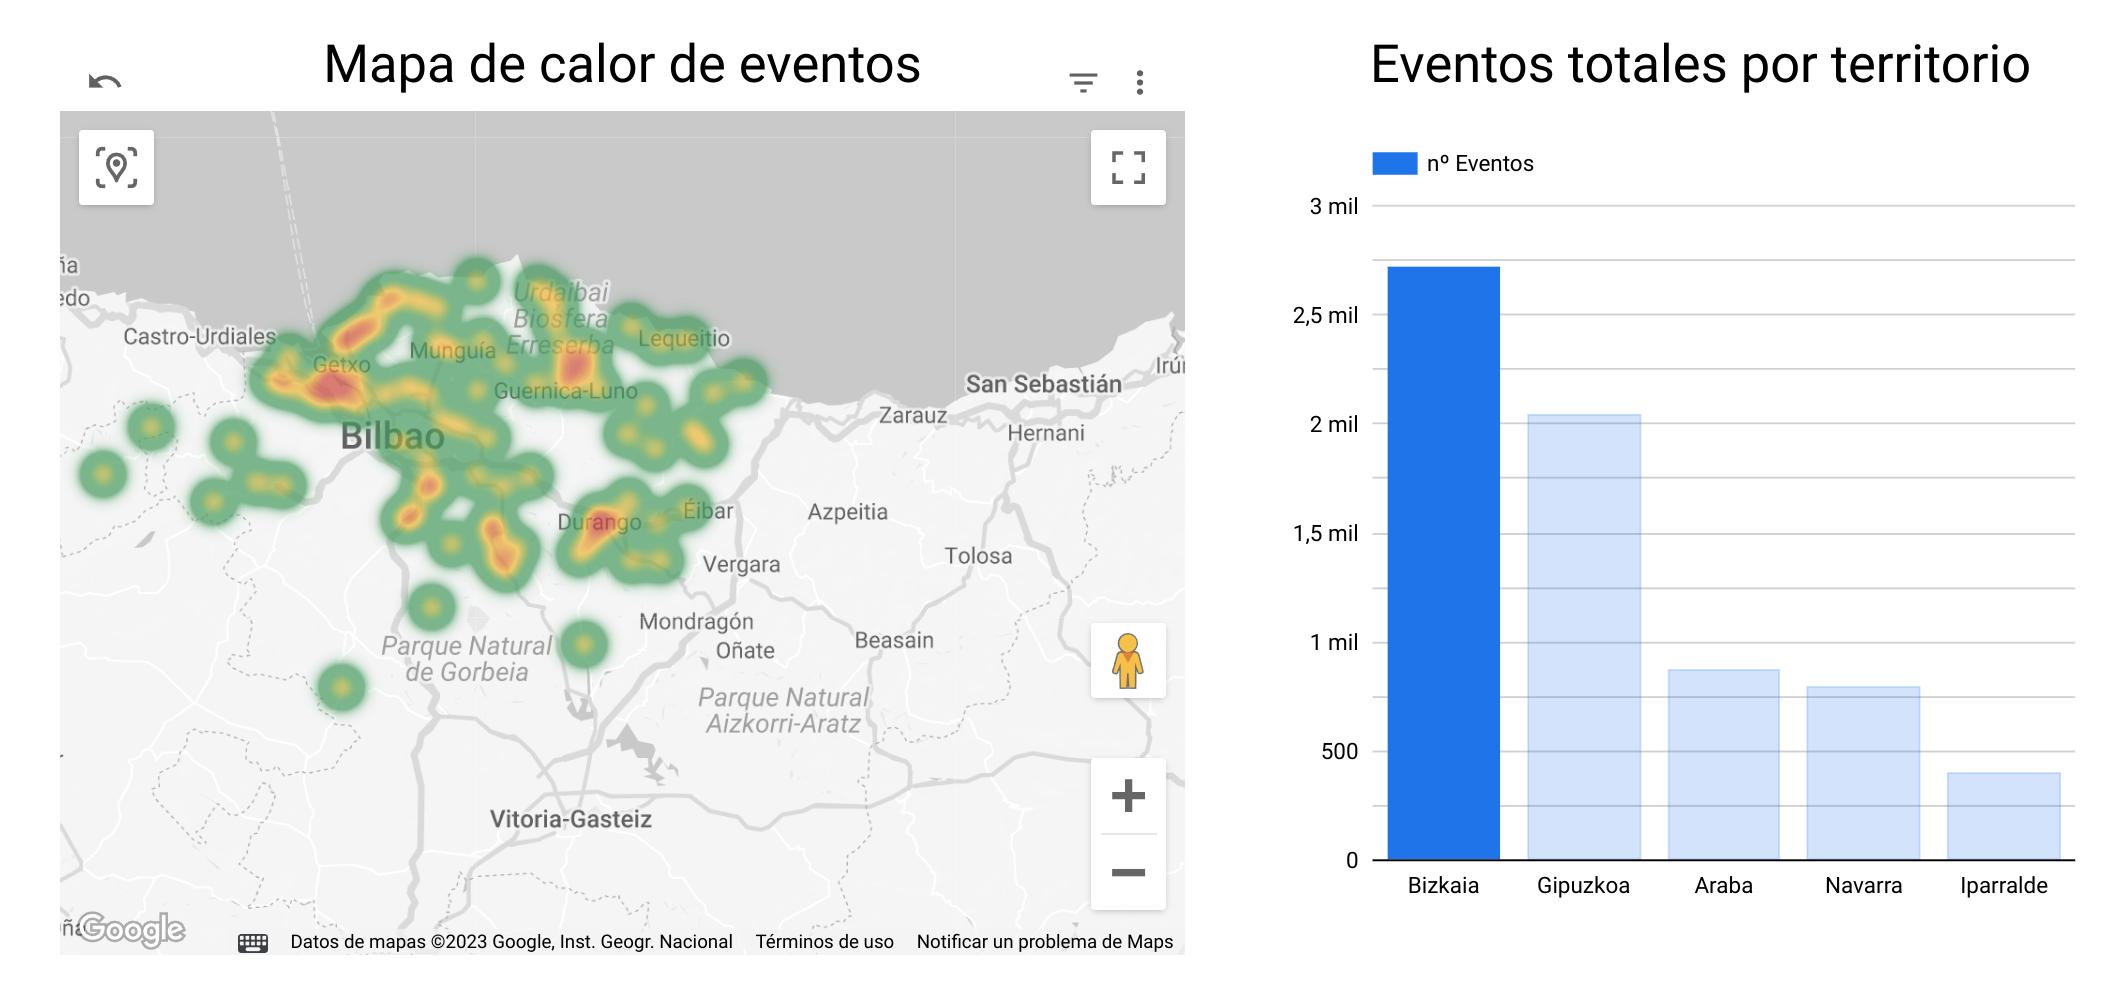 Mapa de calor de eventos
Eventos totales por territorio
nº Eventos
3 mil
2,5 mil
2 mil
1,5 mil
1 mil
500
0
Bizkaia
Gipuzkoa
Araba
Navarra
Iparralde
Urdaibai
Biosfera
Erreserba
Castro-Urdiales
Lequeitio
Munguía
Getxo
Guernica-Luno
San Sebastián
Zarauz
Hernani
Bilbao
Durango
Éibar
Azpeitia
Vergara
Tolosa
Mondragón
Oñate
Beasain
Parque Natural
de Gorbeia
Parque Natural
Aizkorri-Aratz
Vitoria-Gasteiz
Google
Datos de mapas ©2023 Google, Inst. Geogr. Nacional
Términos de uso
Notificar un problema de Maps